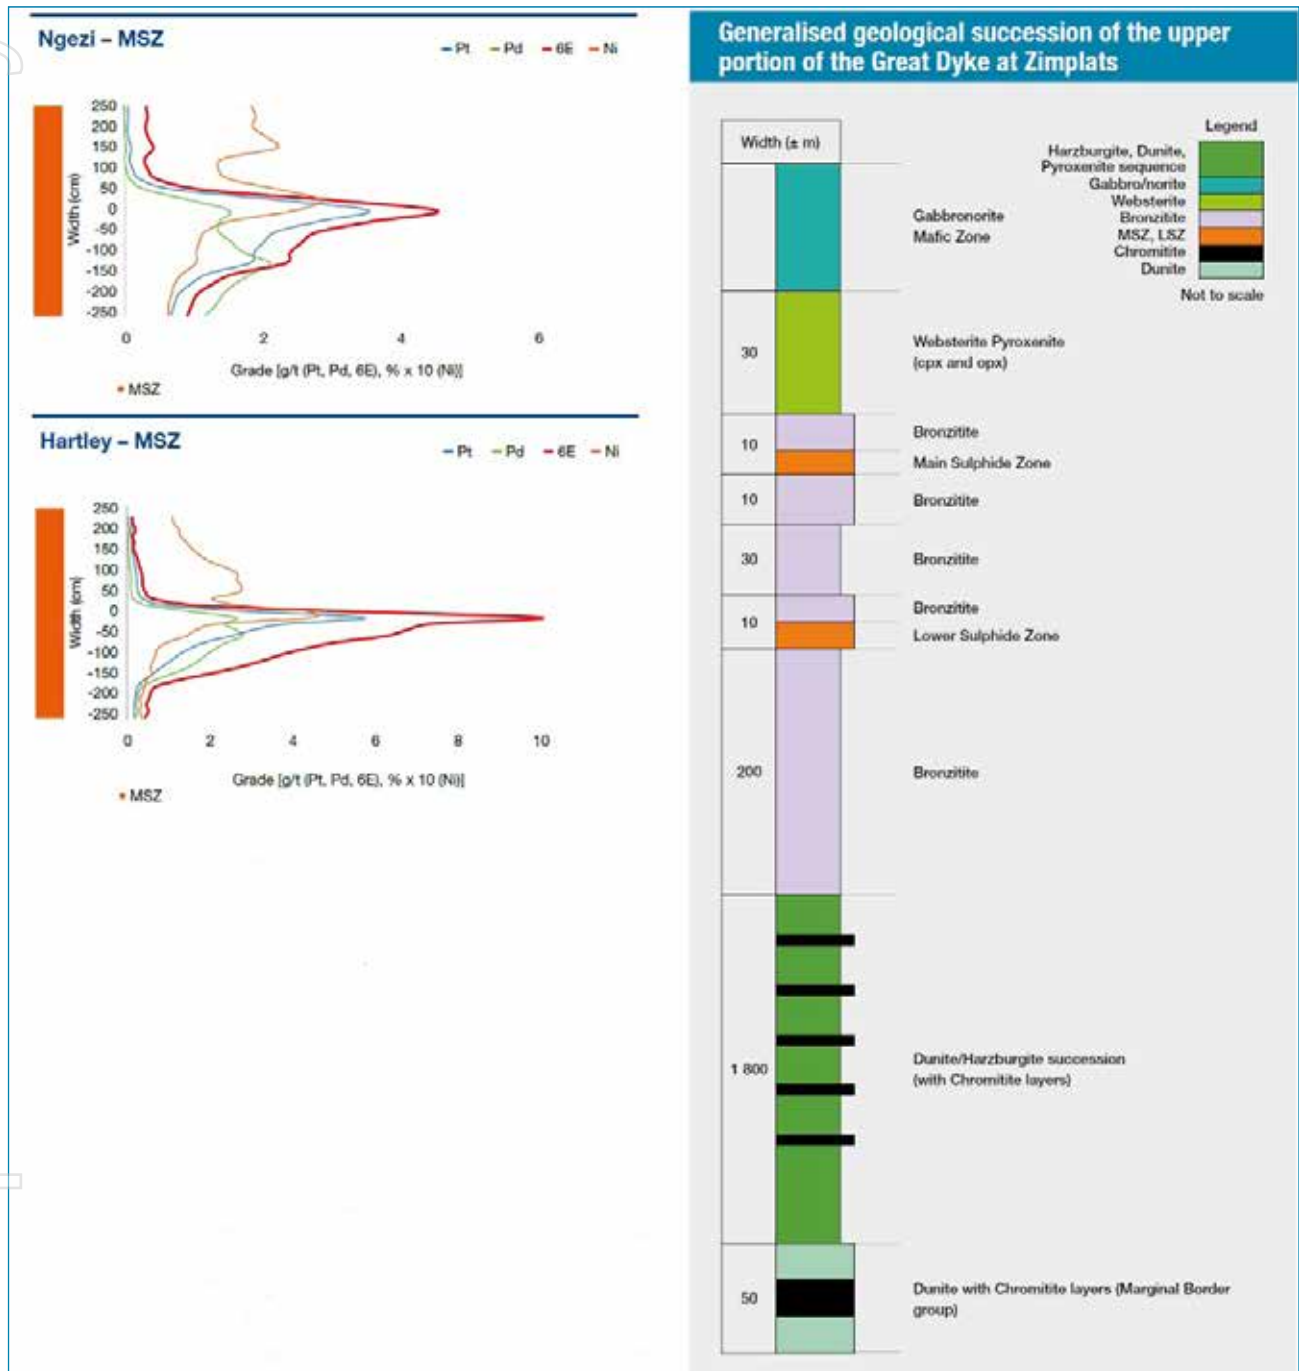 Ngezi – MSZ
Pt Pd 6E Ni
250
200
150
100
50
0
-50
-100
-150
-200
-250
Width (cm)
0 2 4 6
Grade [g/t (Pt, Pd, 6E), % x 10 (Ni)]
MSZ
Hartley – MSZ
Pt Pd 6E Ni
250
200
150
100
50
0
-50
-100
-150
-200
-250
Width (cm)
0 2 4 6 8 10
Grade [g/t (Pt, Pd, 6E), % x 10 (Ni)]
MSZ
Generalised geological succession of the upper
portion of the Great Dyke at Zimplats
Legend
Harzburgite, Dunite,
Pyroxenite sequence
Gabbro/norite
Websterite
Bronzitite
MSZ, LSZ
Chromitite
Dunite
Not to scale
Width (± m)
Gabbronorite
Mafic Zone
30
Websterite Pyroxenite
(cpx and opx)
10
Bronzitite
Main Sulphide Zone
10
Bronzitite
30
Bronzitite
10
Bronzitite
Lower Sulphide Zone
200
Bronzitite
1 800
Dunite/Harzburgite succession
(with Chromitite layers)
50
Dunite with Chromitite layers (Marginal Border
group)